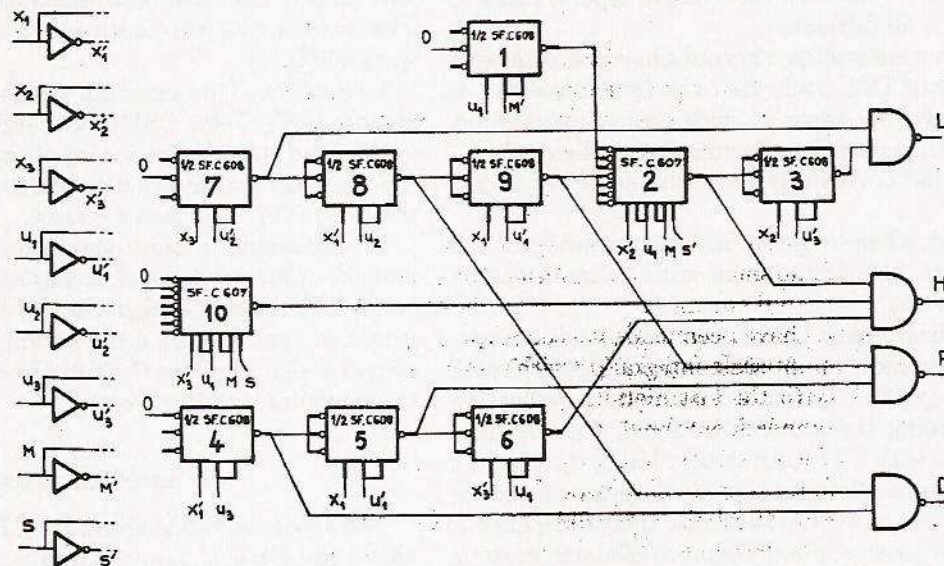 x₁
x'₁
x₂
x'₂
x₃
x'₃
u₁
u'₁
u₂
u'₂
u₃
u'₃
M
M'
S
S'
0
1/2 SF.C608
1
u₁ M'
0
1/2 SF.C608
7
x₃ u'₂
1/2 SF.C608
8
x'₁ u₂
1/2 SF.C608
9
x₁ u'₁
SF.C607
2
x'₂ u₁ M S'
1/2 SF.C608
3
x₂ u'₃
0
SF.C607
10
x'₃ u₁ M S
0
1/2 SF.C608
4
x'₁ u₃
1/2 SF.C608
5
x₁ u'₁
1/2 SF.C608
6
x'₃ u₁
L
H